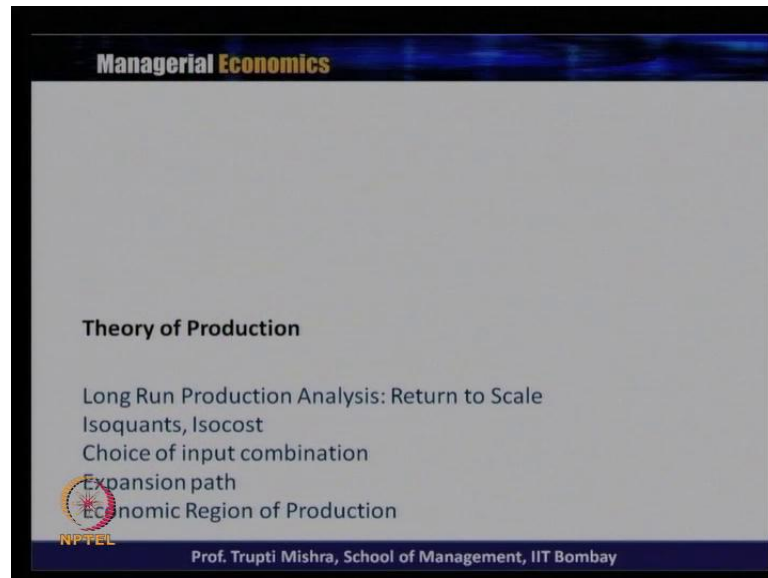 Managerial Economics
Theory of Production
Long Run Production Analysis: Return to Scale
Isoquants, Isocost
Choice of input combination
Expansion path
Economic Region of Production
NPTEL
Prof. Trupti Mishra, School of Management, IIT Bombay